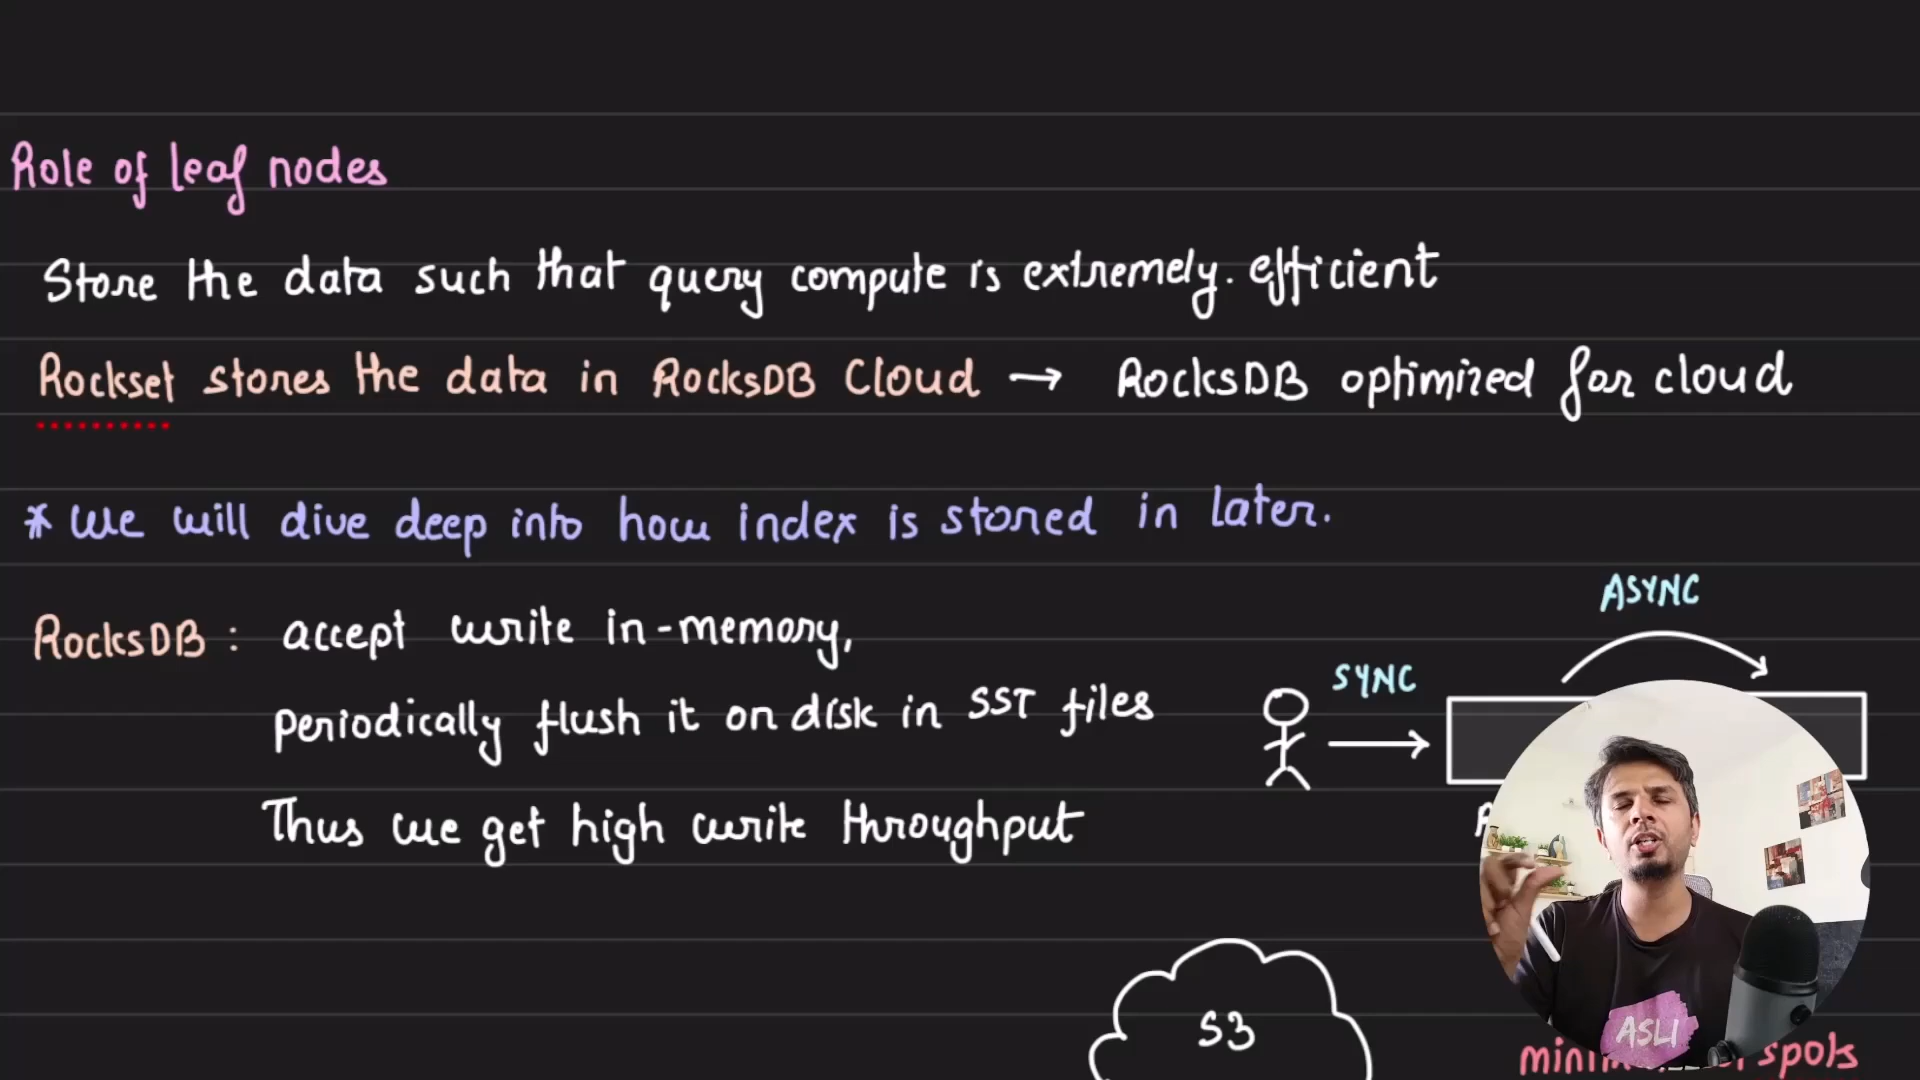 Role of leaf nodes
Store the data such that query compute is extremely. efficient
Rockset stores the data in RocksDB Cloud → RocksDB optimized for cloud
* We will dive deep into how index is stored in later.
ASYNC
RocksDB : accept write in-memory,
SYNC
periodically flush it on disk in SST files
Thus we get high write throughput
S3
ASLI
spots